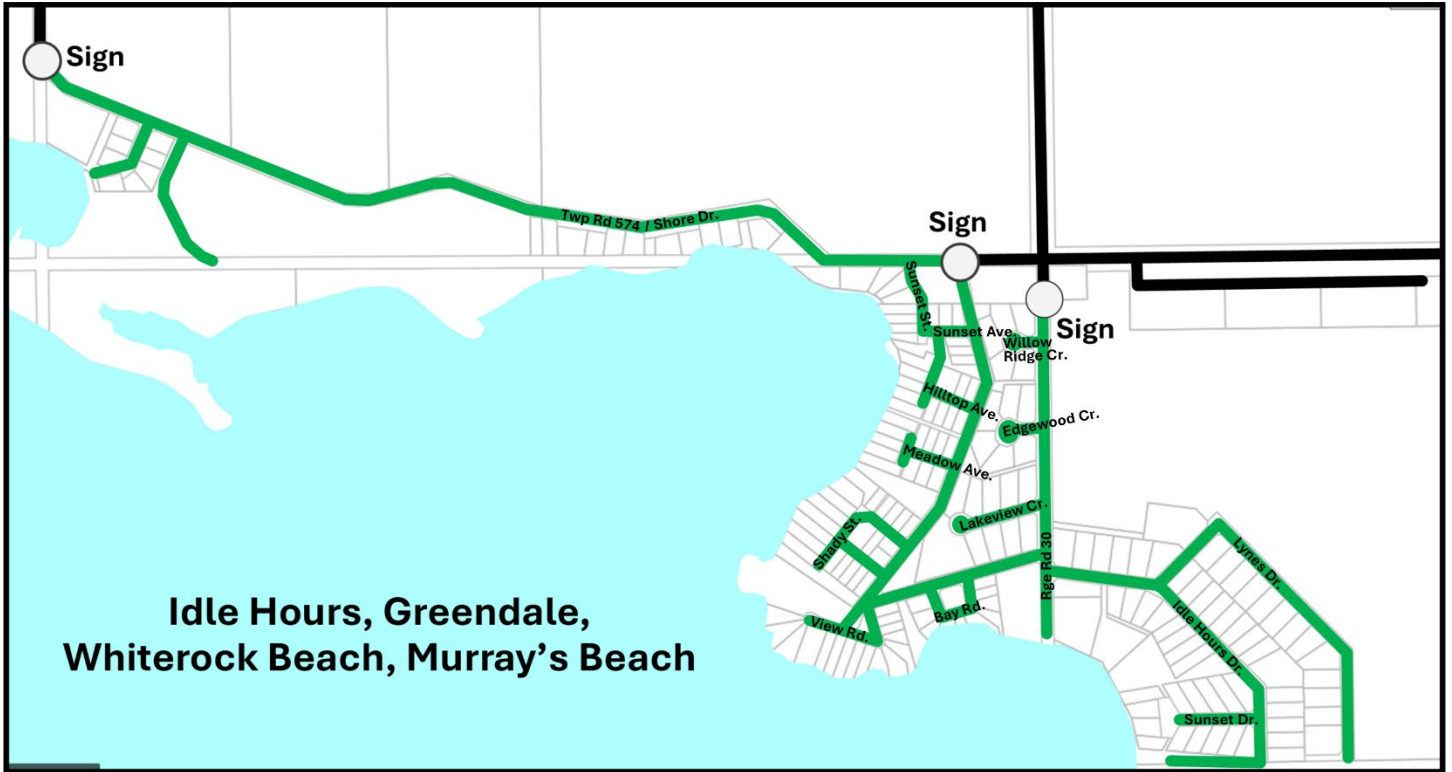 Sign
Sign
Twp Rd 574 / Shore Dr.
Sunset St.
Sign
Sunset Ave.
Willow
Ridge Cr.
Hilltop Ave.
Edgewood Cr.
Meadow Ave.
Lakeview Cr.
Shady St.
Rge Rd 30
Lynes Dr.
Idle Hours, Greendale,
Whiterock Beach, Murray's Beach
Bay Rd.
View Rd.
Idle Hours Dr.
Sunset Dr.